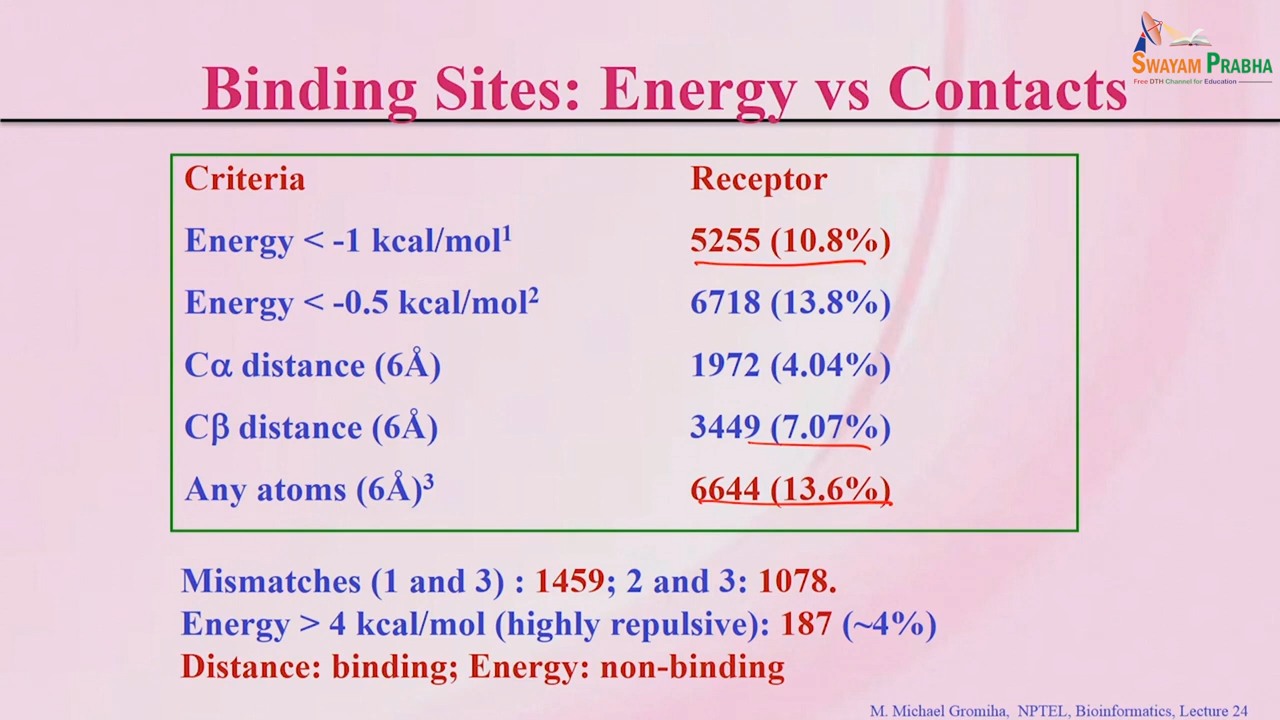 SWAYAM PRABHA
Free DTH Channel for Education
Binding Sites: Energy vs Contacts
Criteria Receptor
Energy < -1 kcal/mol¹ 5255 (10.8%)
Energy < -0.5 kcal/mol² 6718 (13.8%)
Cα distance (6Å) 1972 (4.04%)
Cβ distance (6Å) 3449 (7.07%)
Any atoms (6Å)³ 6644 (13.6%)
Mismatches (1 and 3) : 1459; 2 and 3: 1078.
Energy > 4 kcal/mol (highly repulsive): 187 (~4%)
Distance: binding; Energy: non-binding
M. Michael Gromiha, NPTEL, Bioinformatics, Lecture 24